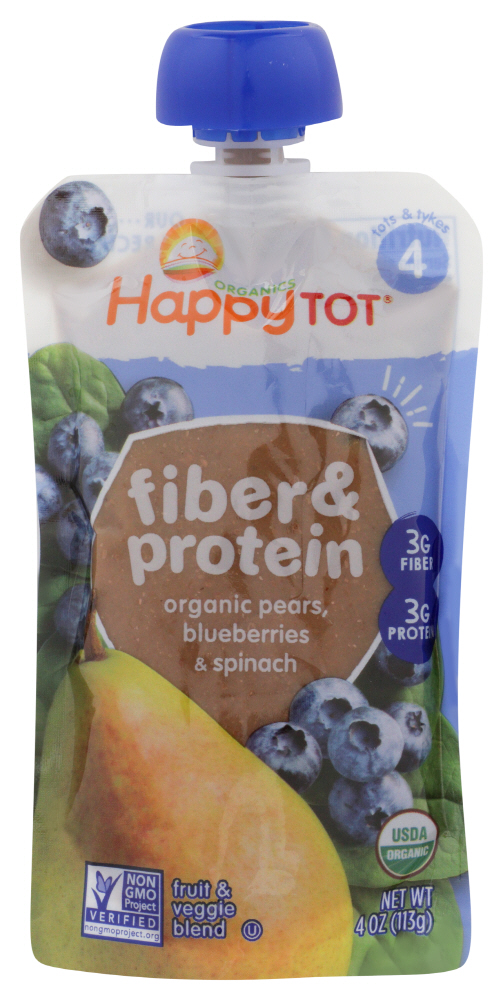 tots & tykes
4
ORGANICS
HappyTOT®
fiber &
protein
organic pears,
blueberries
& spinach
3G
FIBER
3G
PROTEIN
USDA
ORGANIC
NON
GMO
Project
VERIFIED
nongmoproject.org
fruit &
veggie
blend
U
NET WT
4 OZ (113g)